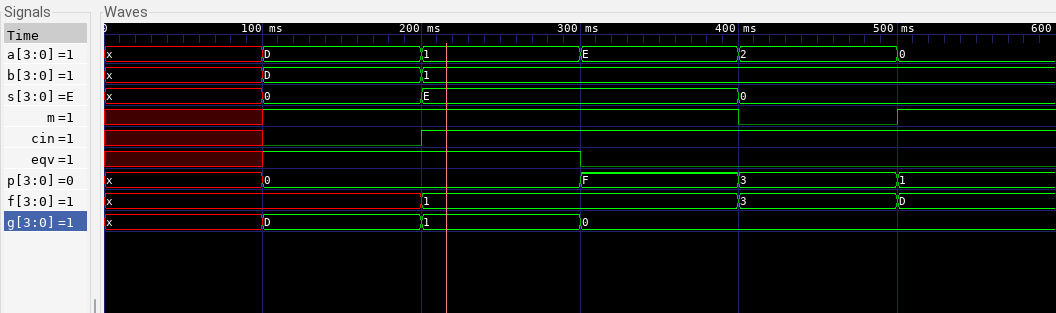 Signals
Waves
Time
0 100 ms 200 ms 300 ms 400 ms 500 ms 600
a[3:0]=1 x D 1 E 2 0
b[3:0]=1 x D 1
s[3:0]=E x 0 E 0
m=1
cin=1
eqv=1
p[3:0]=0 x 0 F 3 1
f[3:0]=1 x 1 3 D
g[3:0]=1 x D 1 0